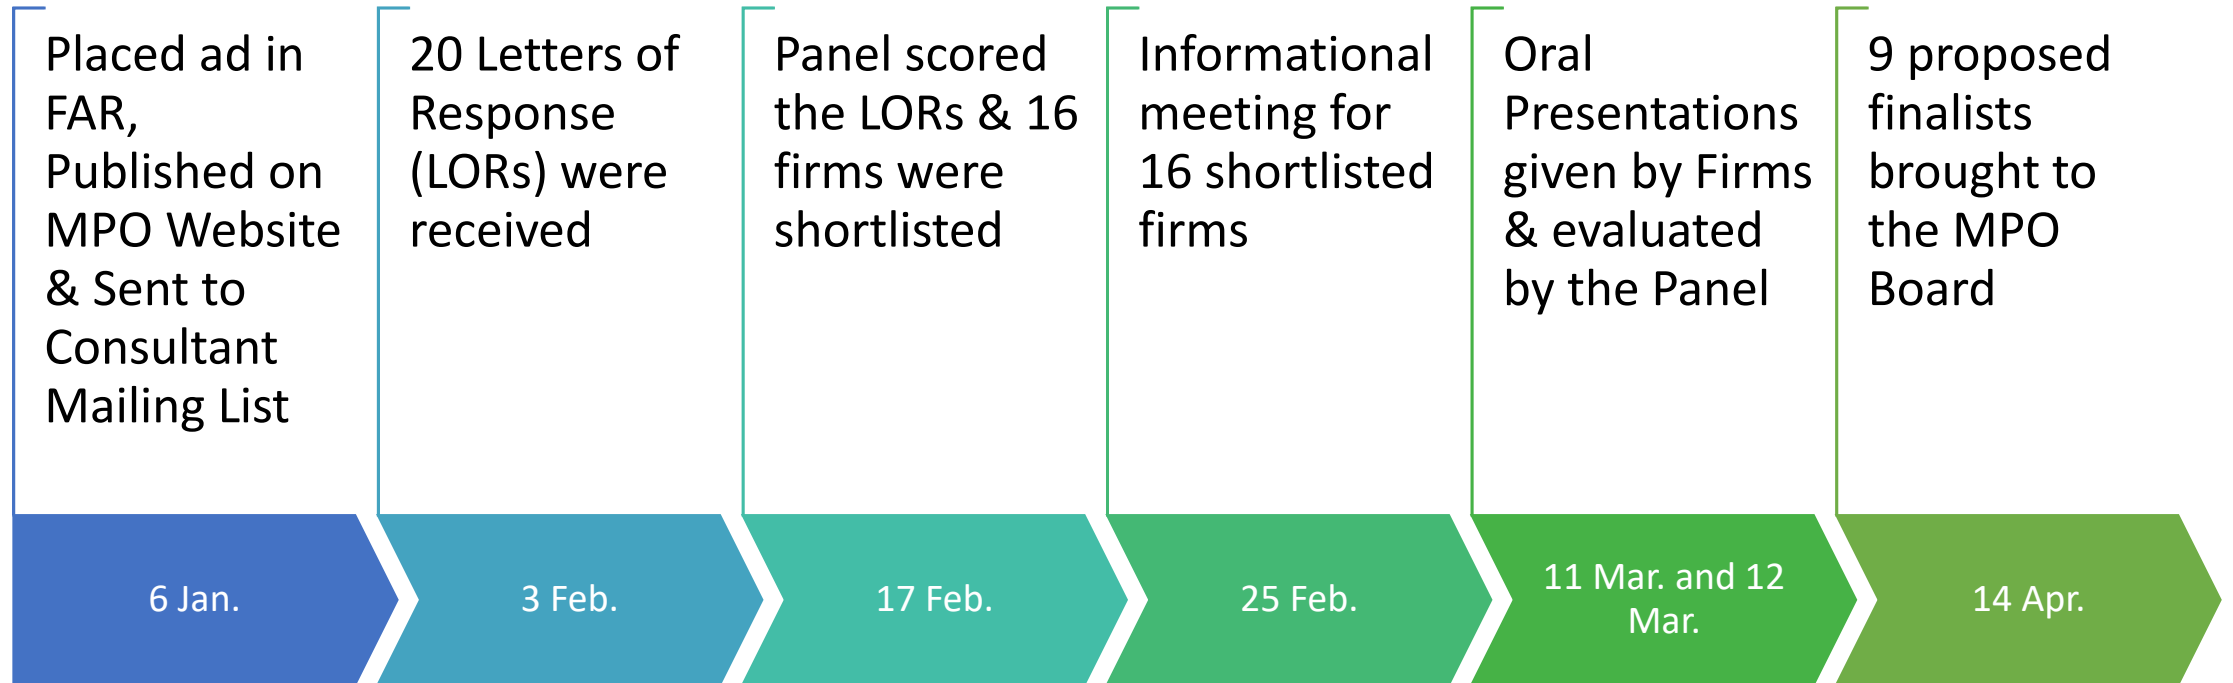 Placed ad in
FAR,
Published on
MPO Website
& Sent to
Consultant
Mailing List
6 Jan.
20 Letters of
Response
(LORs) were
received
3 Feb.
Panel scored
the LORs & 16
firms were
shortlisted
17 Feb.
Informational
meeting for
16 shortlisted
firms
25 Feb.
Oral
Presentations
given by Firms
& evaluated
by the Panel
11 Mar. and 12
Mar.
9 proposed
finalists
brought to
the MPO
Board
14 Apr.